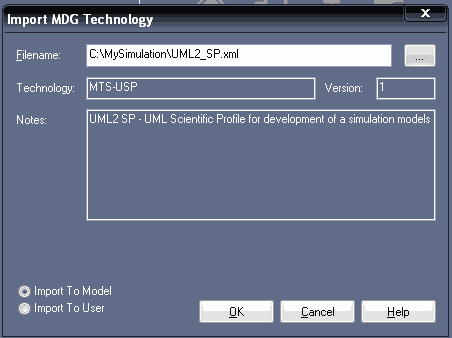 Import MDG Technology
X
Filename: C:\MySimulation\UML2_SP.xml ...
Technology: MTS-USP Version: 1
Notes: UML2 SP - UML Scientific Profile for development of a simulation models
Import To Model
Import To User
OK Cancel Help